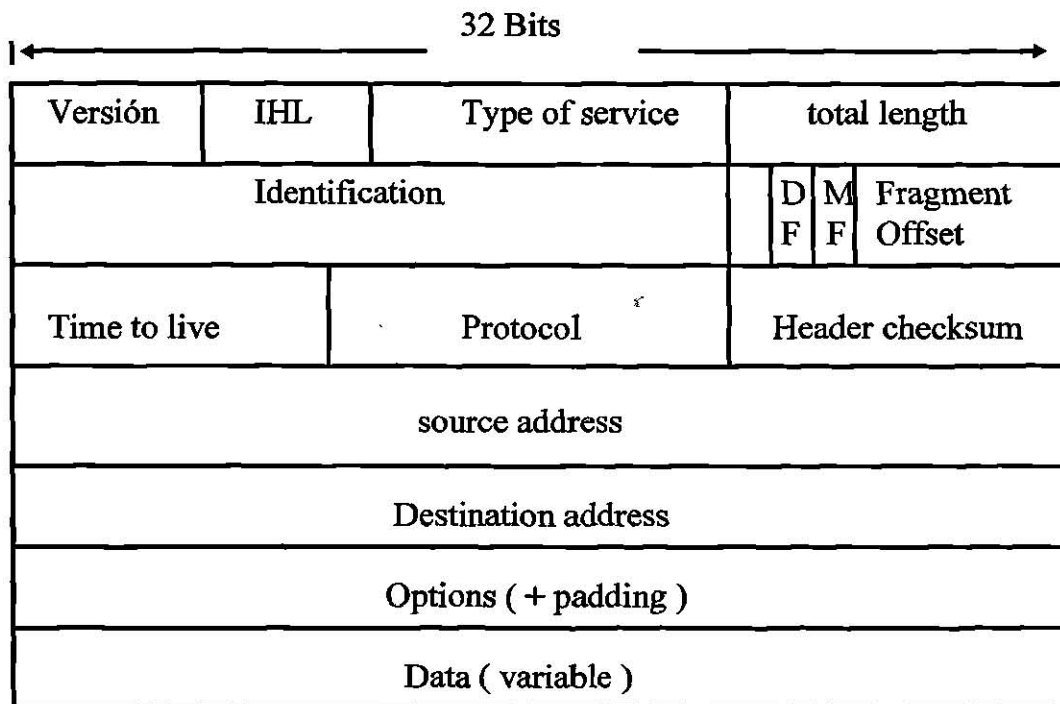 32 Bits
Versión IHL Type of service total length
Identification D M Fragment
F F Offset
Time to live Protocol Header checksum
source address
Destination address
Options ( + padding )
Data ( variable )